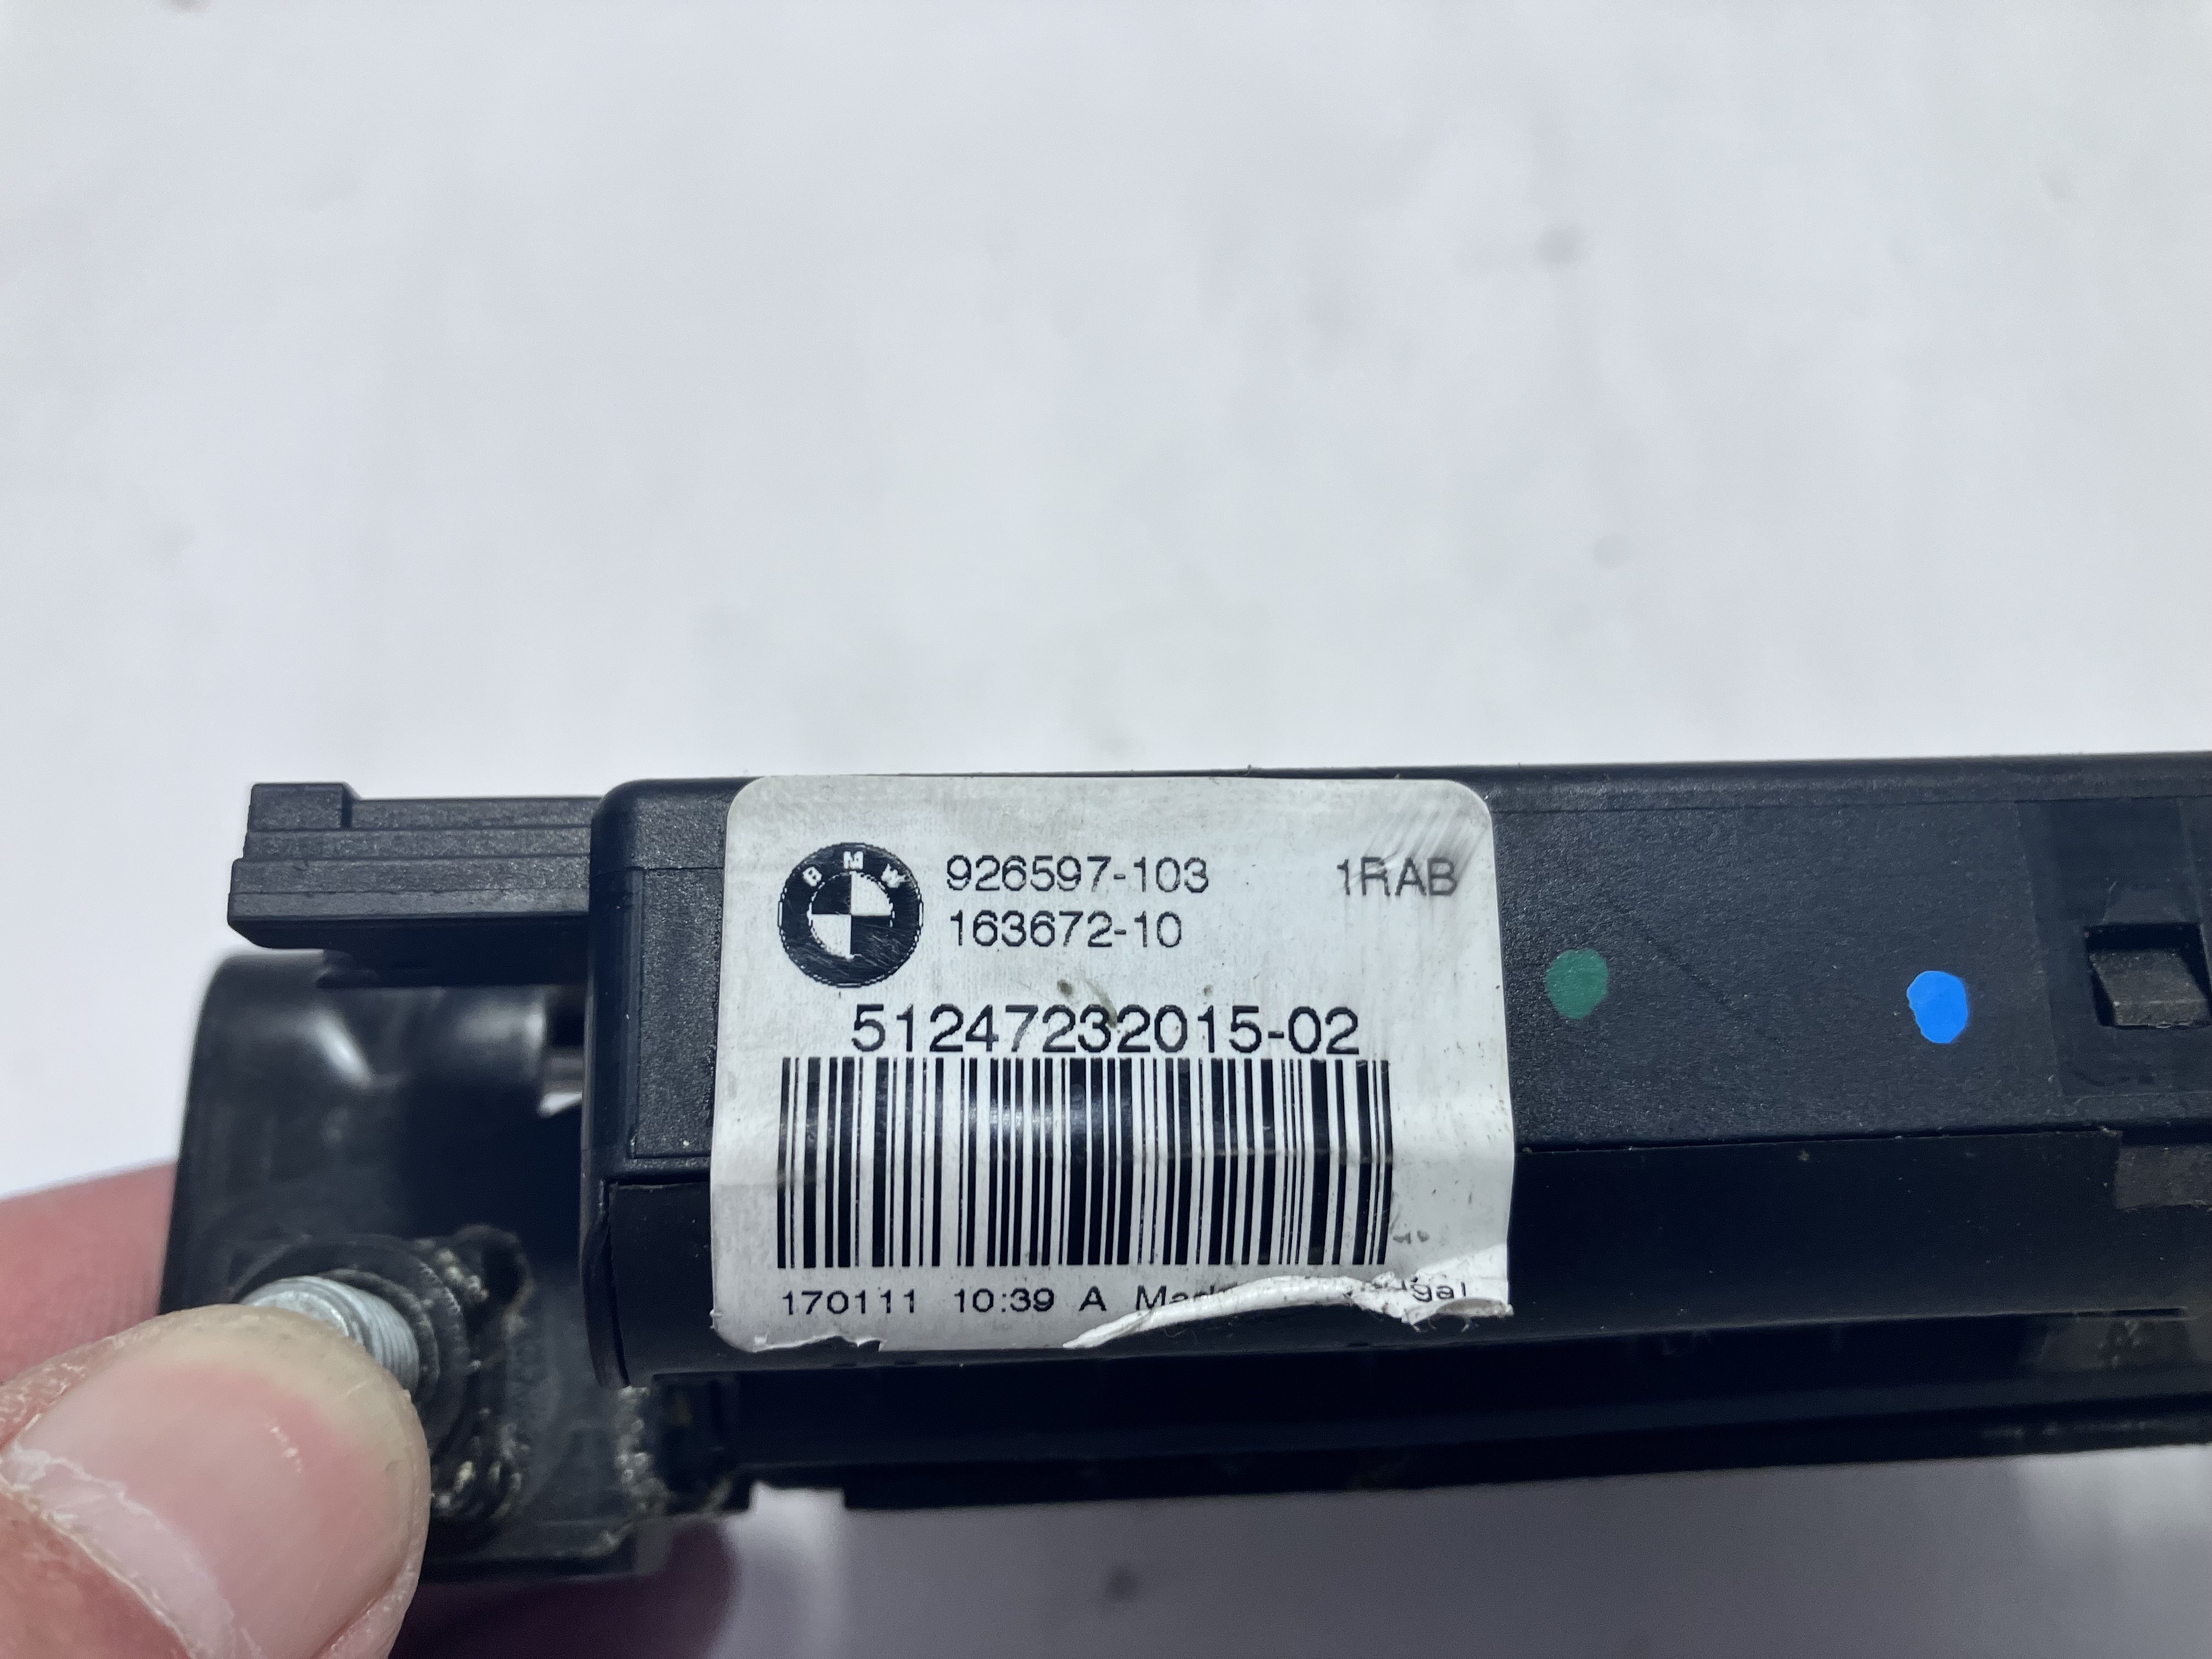 BMW
926597-103 1RAB
163672-10
51247232015-02
170111 10:39 A